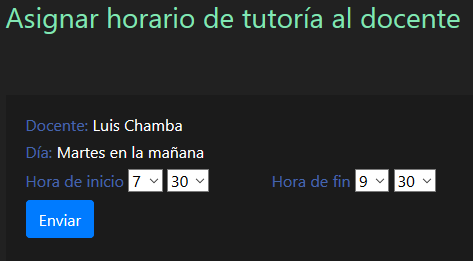 Asignar horario de tutoría al docente
Docente: Luis Chamba
Día: Martes en la mañana
Hora de inicio 7 30 Hora de fin 9 30
Enviar